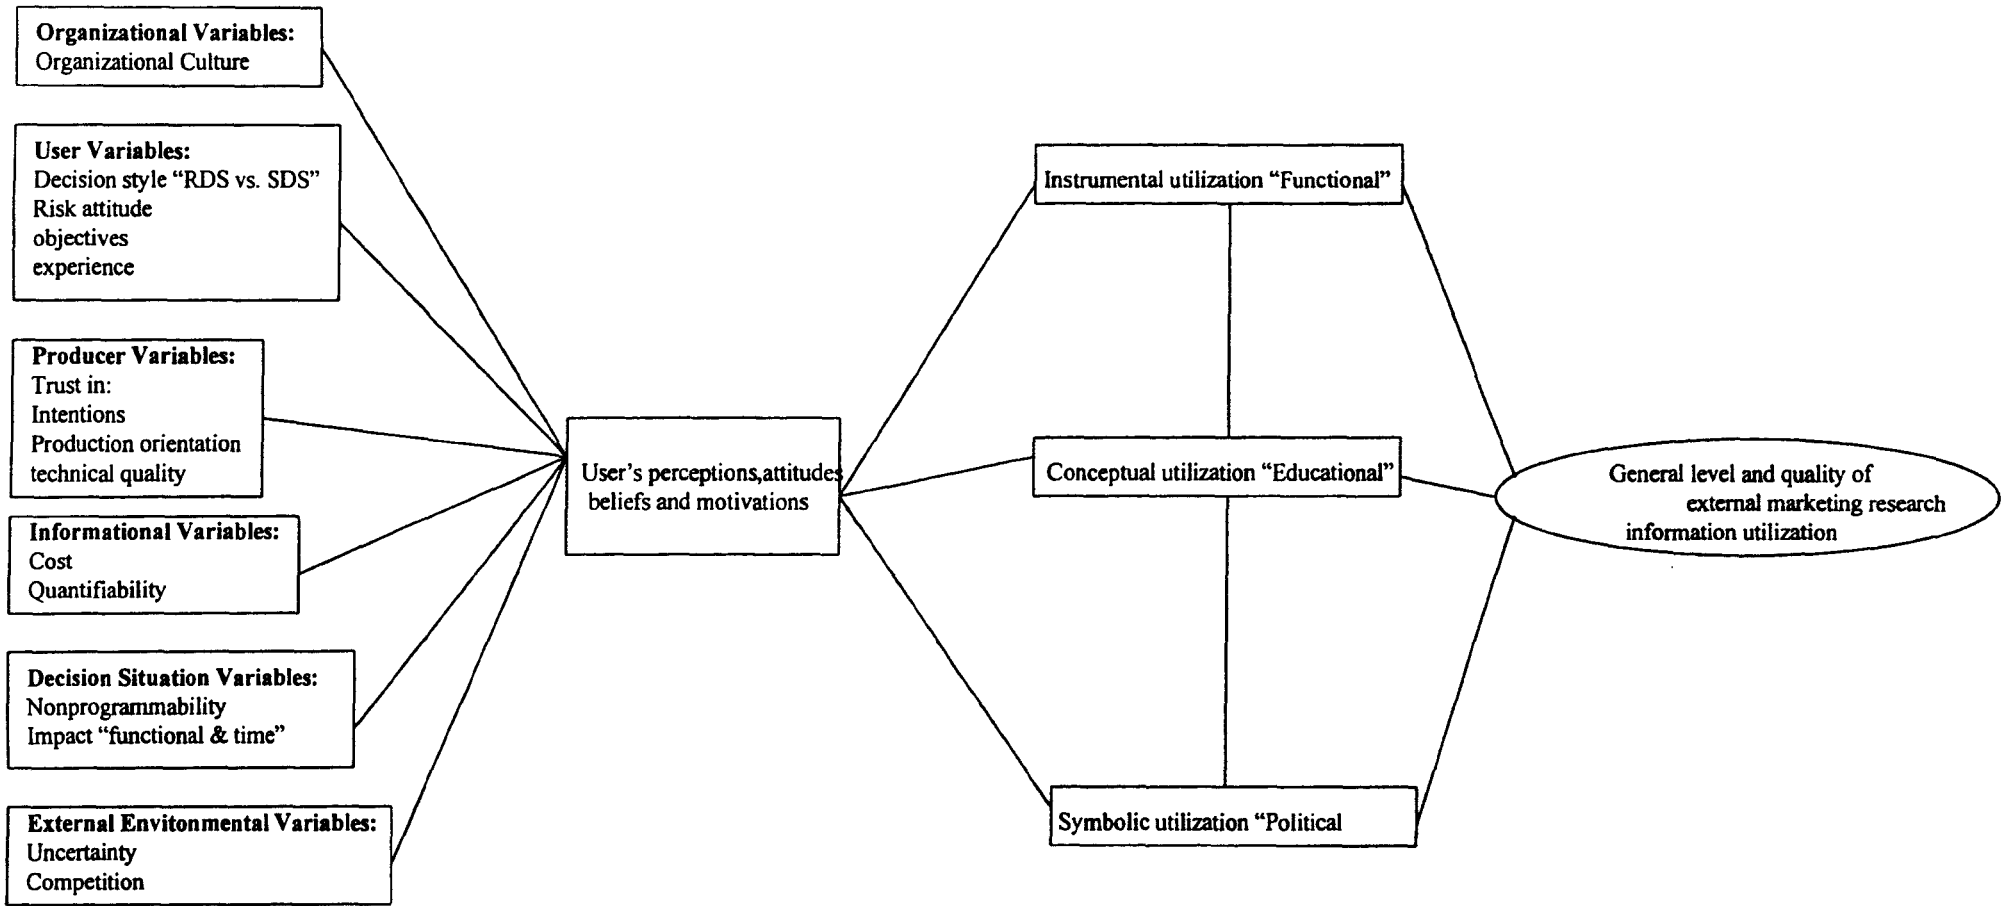 Organizational Variables:
Organizational Culture
User Variables:
Decision style “RDS vs. SDS”
Risk attitude
objectives
experience
Producer Variables:
Trust in:
Intentions
Production orientation
technical quality
Informational Variables:
Cost
Quantifiability
Decision Situation Variables:
Nonprogrammability
Impact “functional & time”
External Envitonmental Variables:
Uncertainty
Competition
User’s perceptions,attitudes
beliefs and motivations
Instrumental utilization “Functional”
Conceptual utilization “Educational”
Symbolic utilization “Political
General level and quality of
external marketing research
information utilization